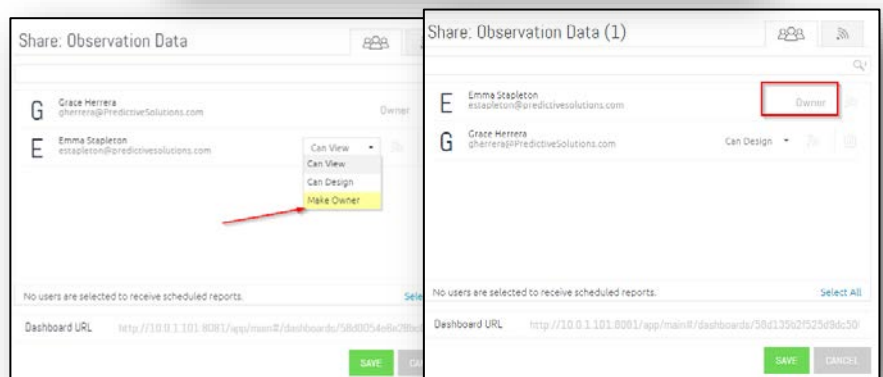 Share: Observation Data
G Grace Herrera
gherrera@PredictiveSolutions.com
Owner
E Emma Stapleton
estapleton@predictivesolutions.com
Can View
Can View
Can Design
Make Owner
No users are selected to receive scheduled reports.
Dashboard URL
SAVE
Share: Observation Data (1)
E Emma Stapleton
estapleton@predictivesolutions.com
Owner
G Grace Herrera
gherrera@PredictiveSolutions.com
Can Design
No users are selected to receive scheduled reports.
Select All
Dashboard URL
SAVE CANCEL